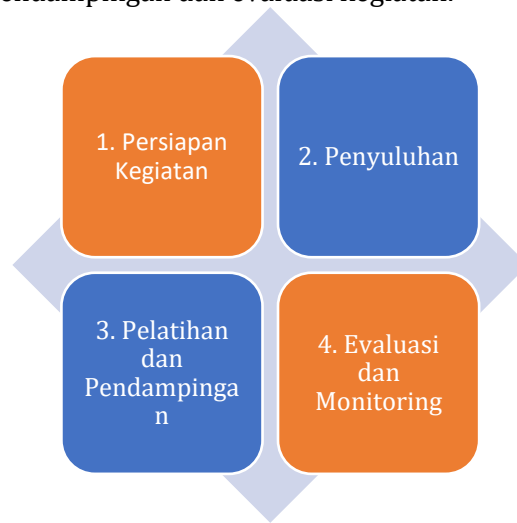 endampingan dan evaluasi kegiatan.
1. Persiapan
Kegiatan
2. Penyuluhan
3. Pelatihan
dan
Pendampinga
n
4. Evaluasi
dan
Monitoring